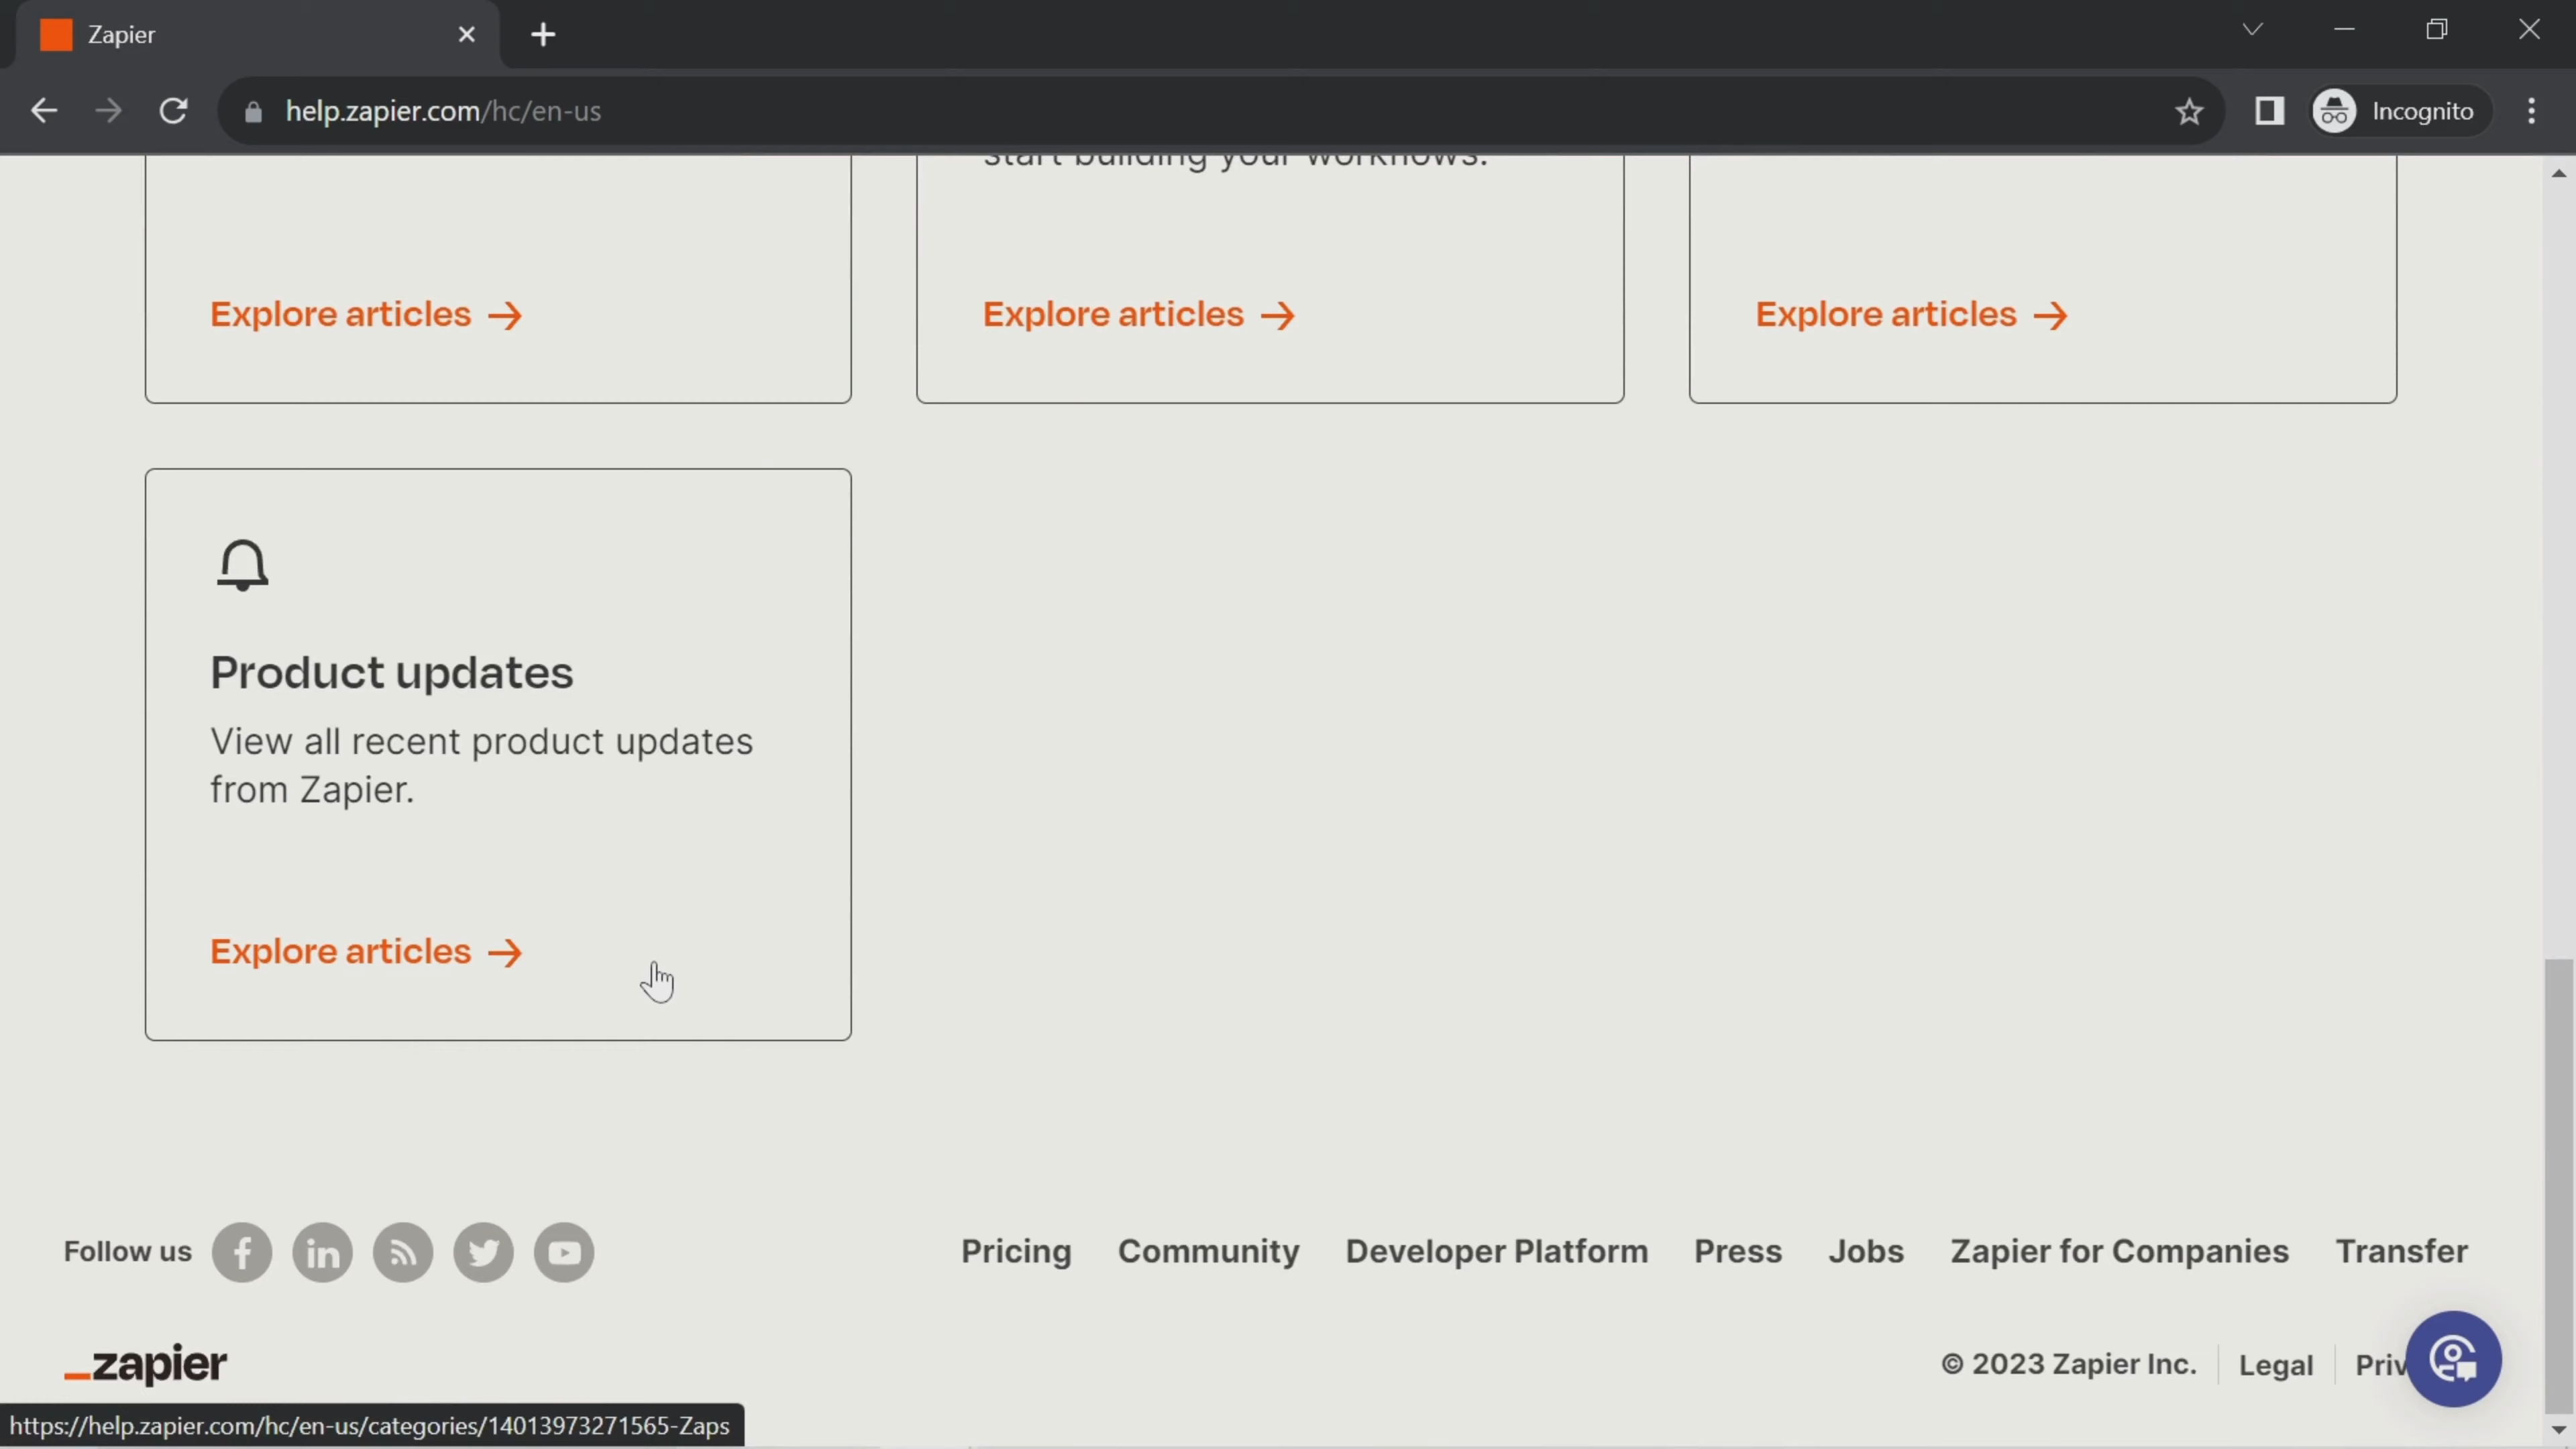 Zapier
help.zapier.com/hc/en-us
Incognito
start building your workflows.
Explore articles →
Explore articles →
Explore articles →
Product updates
View all recent product updates
from Zapier.
Explore articles →
Follow us
Pricing
Community
Developer Platform
Press
Jobs
Zapier for Companies
Transfer
_zapier
© 2023 Zapier Inc.
Legal
Priv
https://help.zapier.com/hc/en-us/categories/14013973271565-Zaps